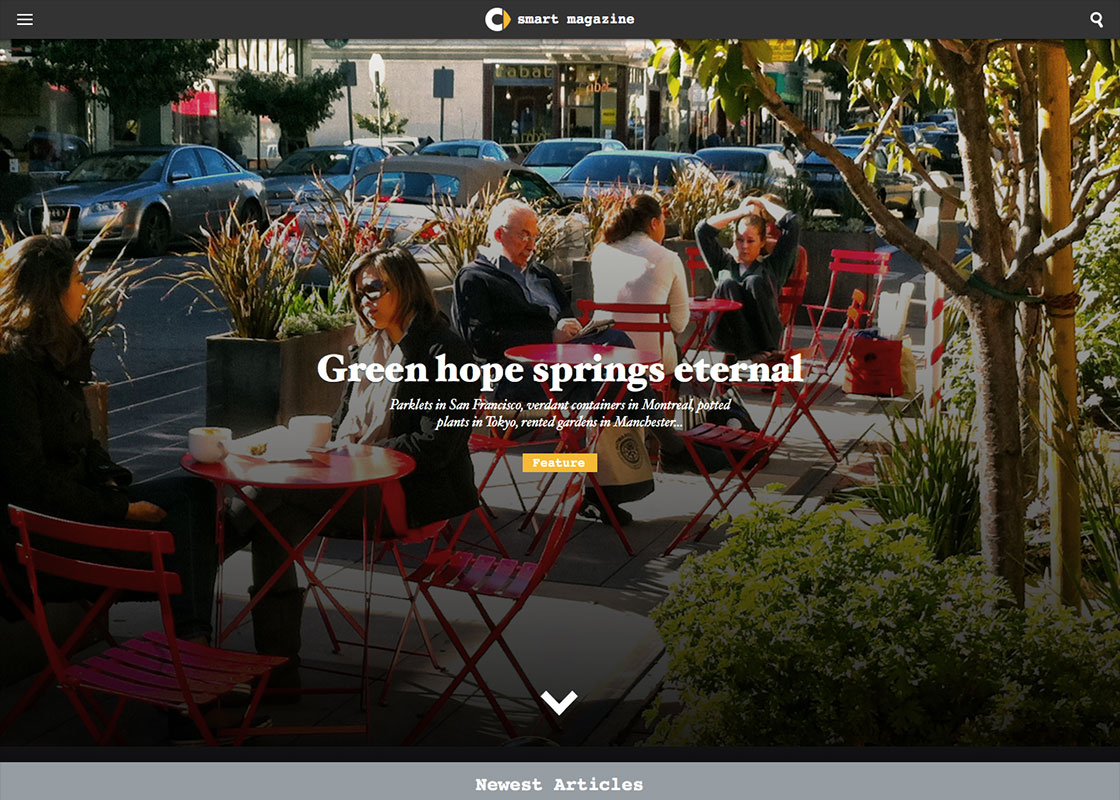 smart magazine
Green hope springs eternal
Parklets in San Francisco, verdant containers in Montreal, potted
plants in Tokyo, rented gardens in Manchester...
Feature
Newest Articles